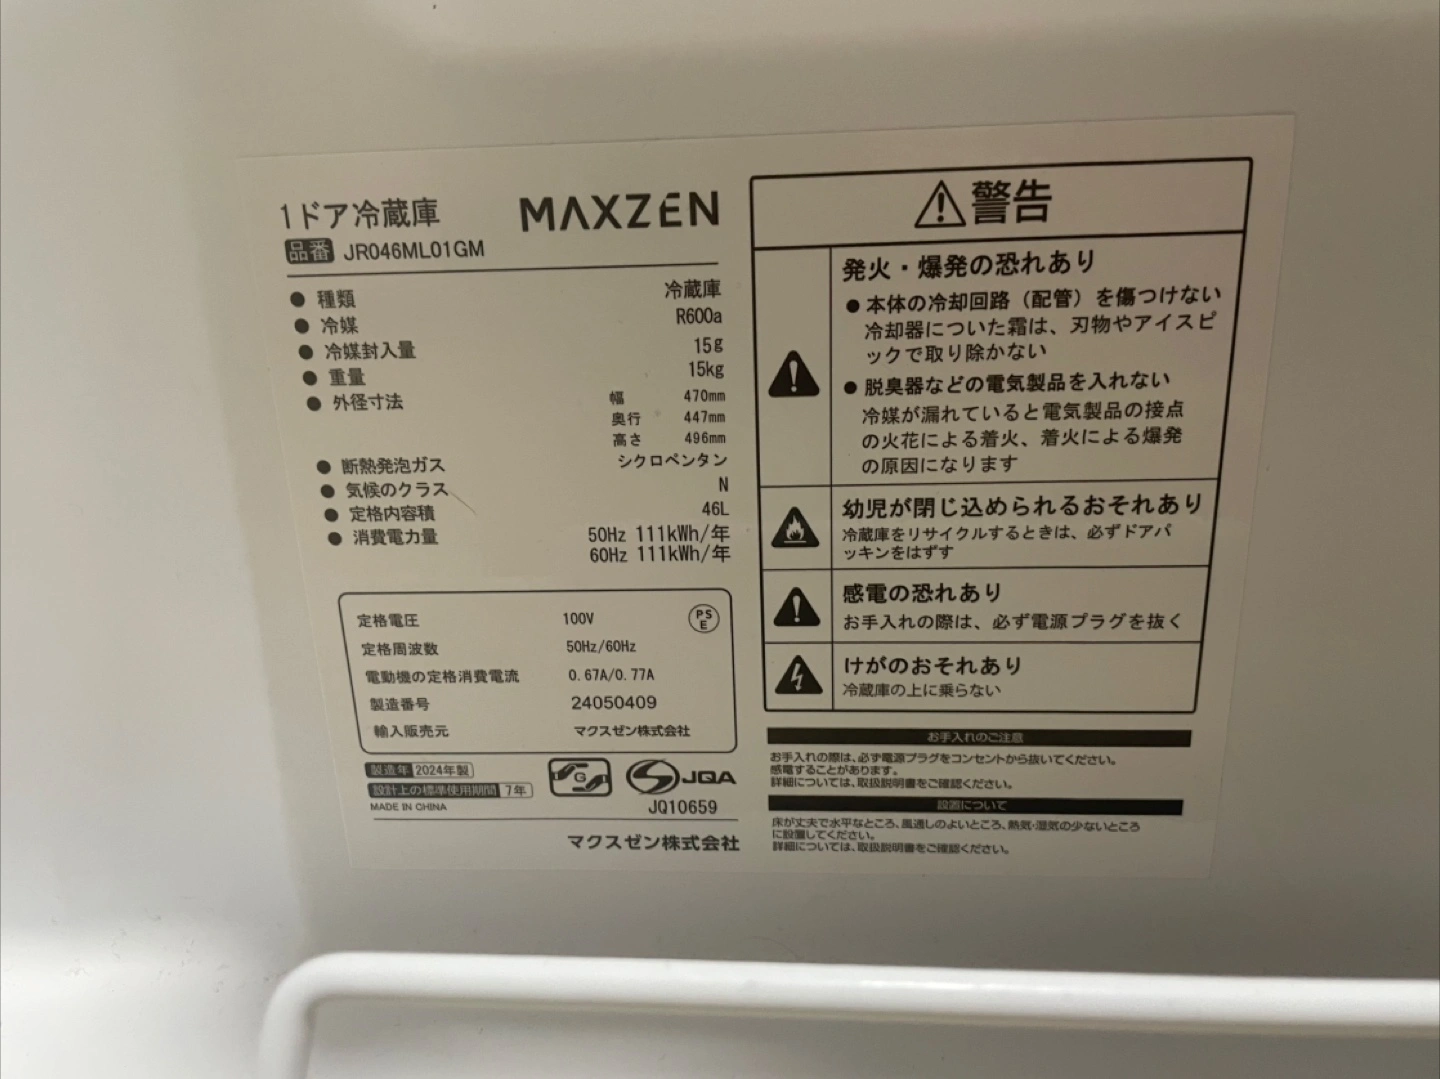 1ドア冷蔵庫 MAXZEN
品番 JR046ML01GM
● 種類 冷蔵庫
● 冷媒 R600a
● 冷媒封入量 15g
● 重量 15kg
● 外径寸法 幅 470mm
奥行 447mm
高さ 496mm
● 断熱発泡ガス シクロペンタン
● 気候のクラス N
● 定格内容積 46L
● 消費電力量 50Hz 111kWh/年
60Hz 111kWh/年
定格電圧 100V
PS
E
定格周波数 50Hz/60Hz
電動機の定格消費電流 0.67A/0.77A
製造番号 24050409
輸入販売元 マクスゼン株式会社
製造年 2024年製
設計上の標準使用期間 7年
MADE IN CHINA
G
JQA
JQ10659
マクスゼン株式会社
警告
発火・爆発の恐れあり
● 本体の冷却回路（配管）を傷つけない
冷却器についた霜は、刃物やアイスピ
ックで取り除かない
● 脱臭器などの電気製品を入れない
冷媒が漏れていると電気製品の接点
の火花による着火、着火による爆発
の原因になります
幼児が閉じ込められるおそれあり
冷蔵庫をリサイクルするときは、必ずドアパ
ッキンをはずす
感電の恐れあり
お手入れの際は、必ず電源プラグを抜く
けがのおそれあり
冷蔵庫の上に乗らない
お手入れのご注意
お手入れの際は、必ず電源プラグをコンセントから抜いてください。
感電することがあります。
詳細については、取扱説明書をご確認ください。
設置について
床が丈夫で水平なところ、風通しのよいところ、熱気・湿気の少ないところ
に設置してください。
詳細については、取扱説明書をご確認ください。